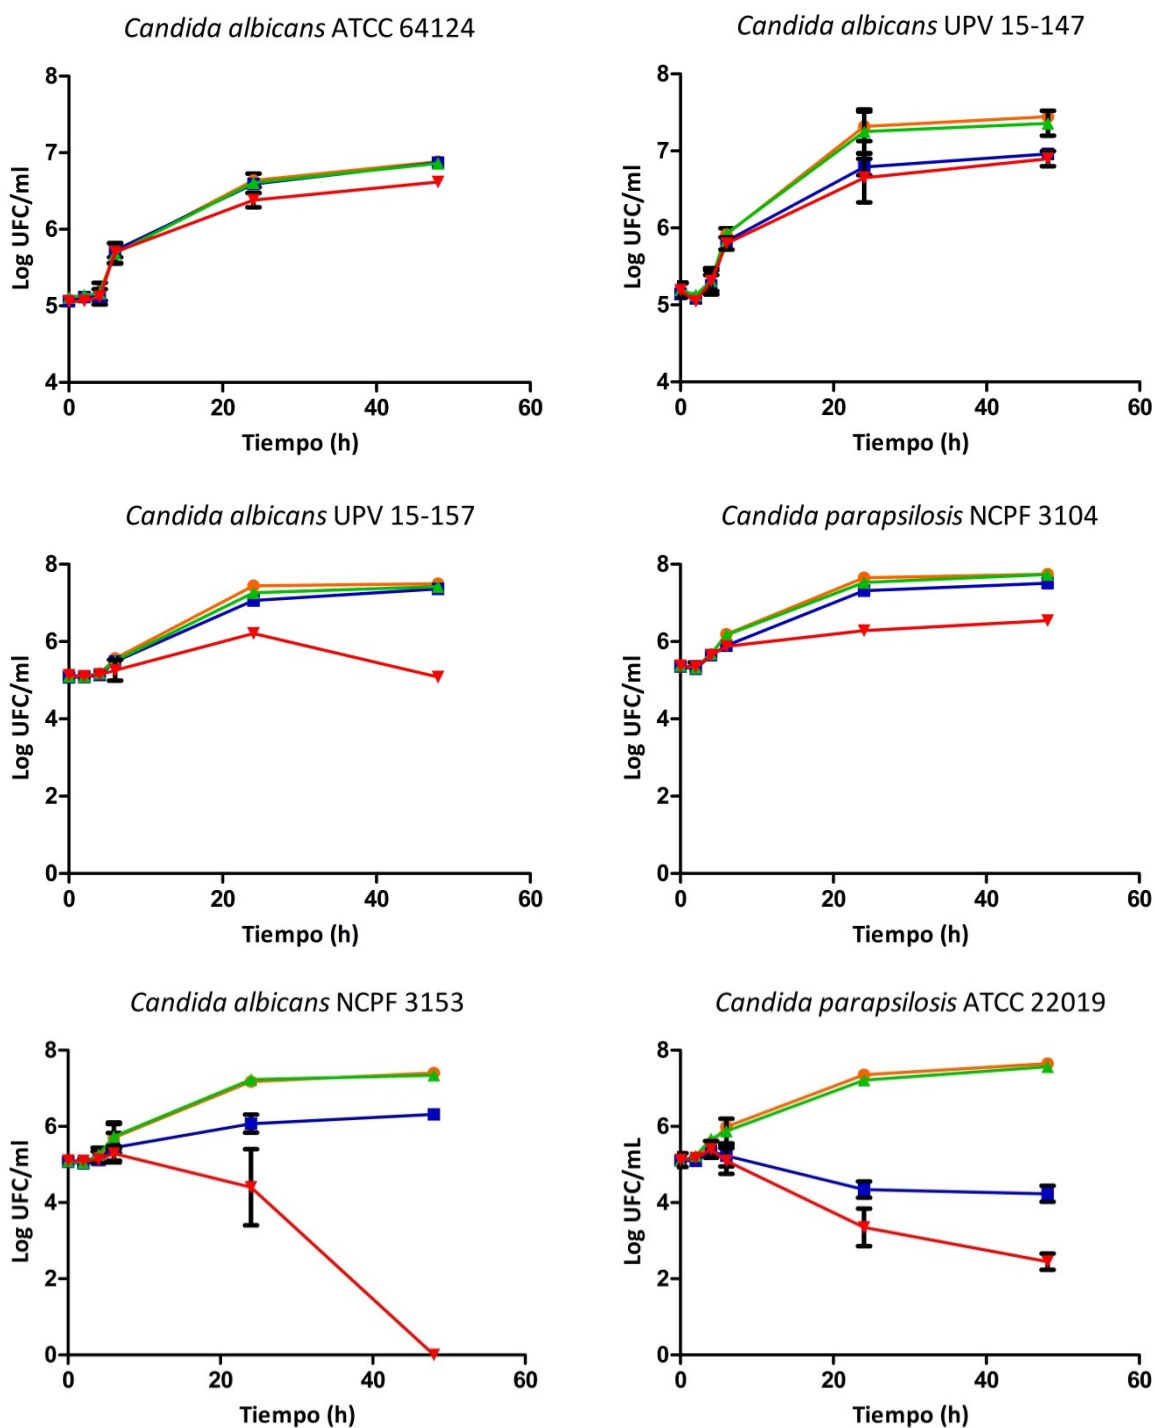 Candida albicans ATCC 64124
8
7
6
5
4
Log UFC/ml
0 20 40 60
Tiempo (h)
Candida albicans UPV 15-147
8
7
6
5
4
Log UFC/ml
0 20 40 60
Tiempo (h)
Candida albicans UPV 15-157
8
6
4
2
0
Log UFC/ml
0 20 40 60
Tiempo (h)
Candida parapsilosis NCPF 3104
8
6
4
2
0
Log UFC/ml
0 20 40 60
Tiempo (h)
Candida albicans NCPF 3153
8
6
4
2
0
Log UFC/ml
0 20 40 60
Tiempo (h)
Candida parapsilosis ATCC 22019
8
6
4
2
0
Log UFC/mL
0 20 40 60
Tiempo (h)